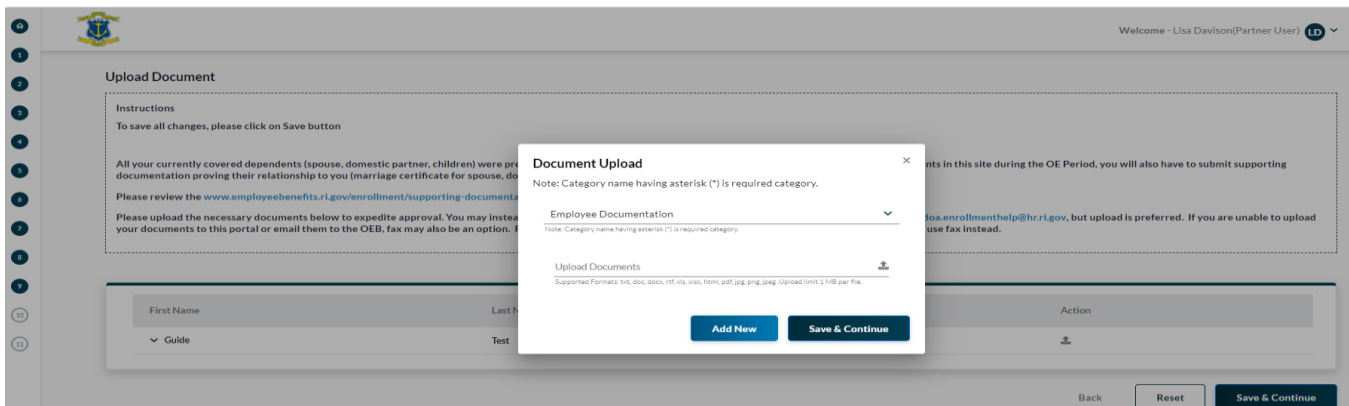 Welcome - Lisa Davison(Partner User) LD
1
2
3
4
5
6
7
8
9
10
11
Upload Document
Instructions
To save all changes, please click on Save button
All your currently covered dependents (spouse, domestic partner, children) were pre
nts in this site during the OE Period, you will also have to submit supporting
documentation proving their relationship to you (marriage certificate for spouse, do
Please review the www.employeebenefits.ri.gov/enrollment/supporting-documenta
Please upload the necessary documents below to expedite approval. You may instea
doa.enrollmenthelp@hr.ri.gov, but upload is preferred. If you are unable to upload
your documents to this portal or email them to the OEB, fax may also be an option.
use fax instead.
Document Upload
Note: Category name having asterisk (*) is required category.
Employee Documentation
Note: Category name having asterisk (*) is required category.
Upload Documents
Supported Formats: txt, doc, docx, rtf, xls, xlsx, html, pdf, jpg, png, jpeg .Upload limit 1 MB per file.
Add New
Save & Continue
First Name
Last N
Action
Guide
Test
Back
Reset
Save & Continue